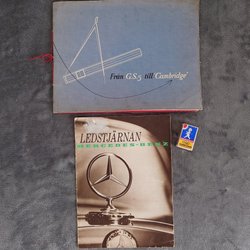 Från G.S.5 till "Cambridge"
LEDSTJÄRNAN
MERCEDES-BENZ